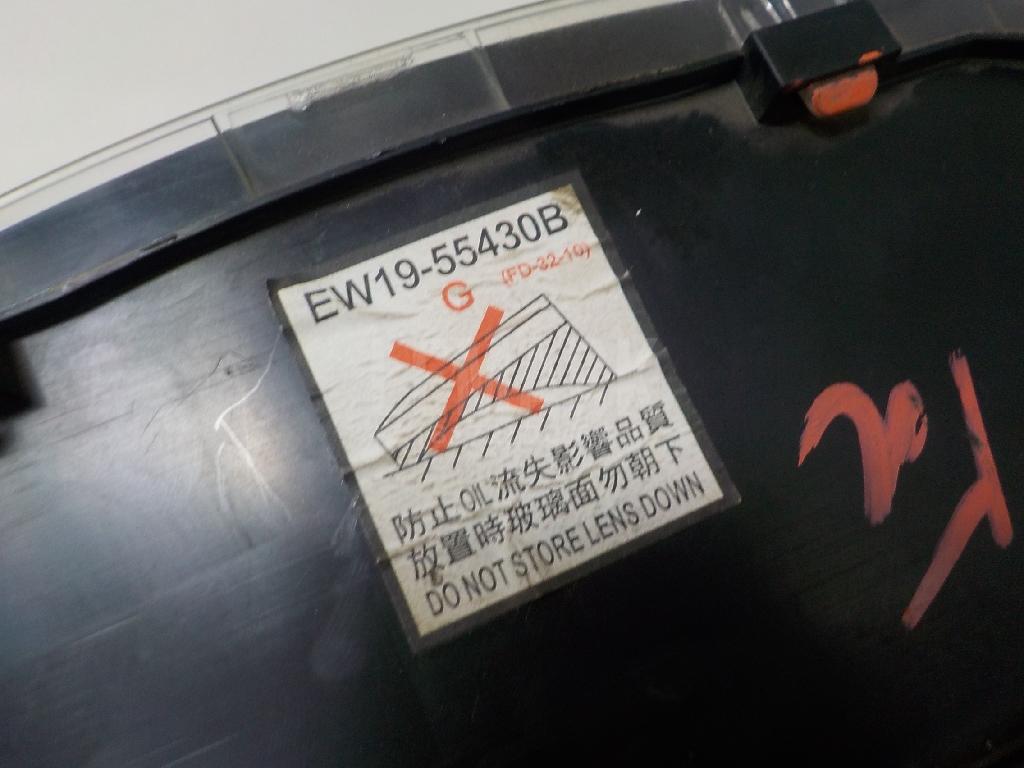 EW19-55430B
G (FD-32-10)
防止OIL流失影響品質
放置時玻璃面勿朝下
DO NOT STORE LENS DOWN